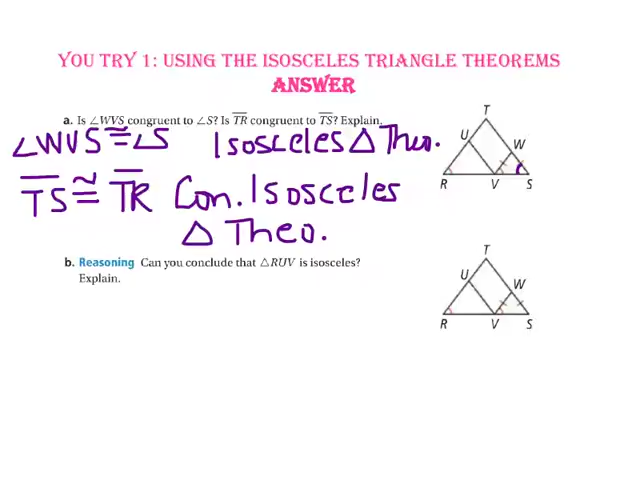 YOU TRY 1: USING THE ISOSCELES TRIANGLE THEOREMS
ANSWER
a. Is ∠WVS congruent to ∠S? Is T̅R̅ congruent to T̅S̅? Explain.
∠WVS ≅ ∠S Isosceles △ Theo.
T̅S̅ ≅ T̅R̅ Con. Isosceles
△ Theo.
T
U
W
R V S
b. Reasoning Can you conclude that △RUV is isosceles?
Explain.
T
U
W
R V S